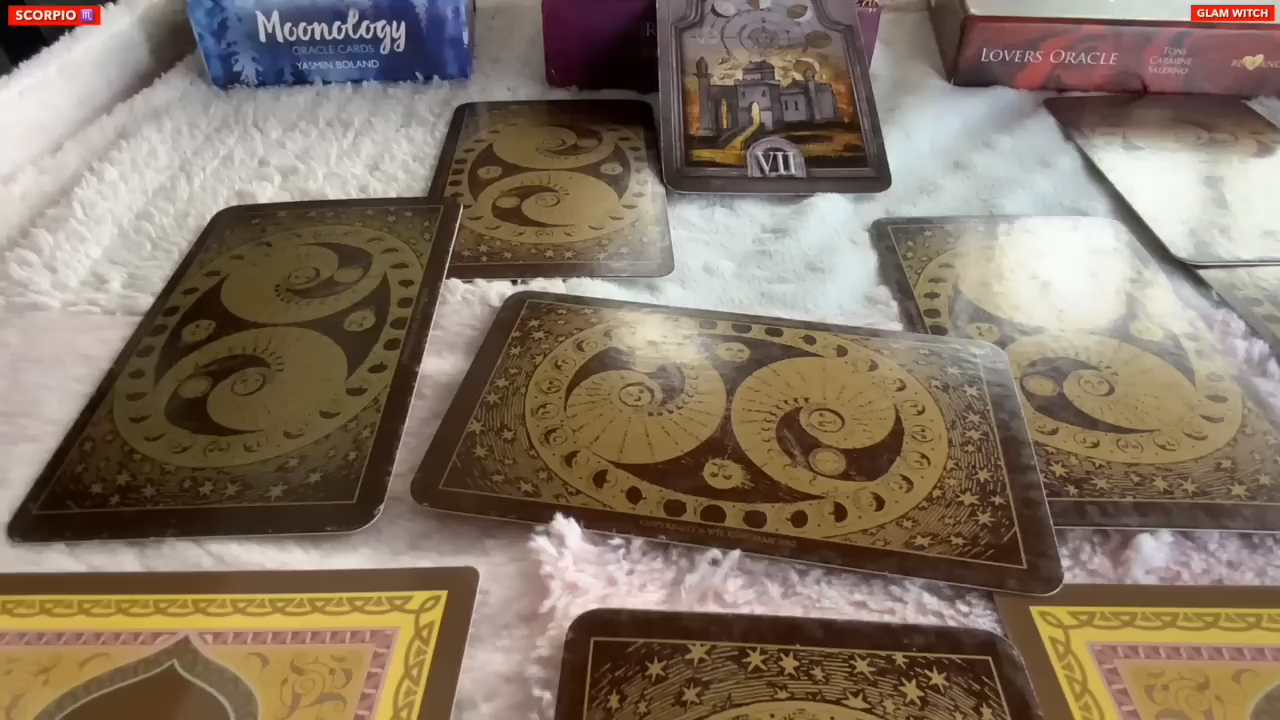 SCORPIO ♏
GLAM WITCH
Moonology
ORACLE CARDS
YASMIN BOLAND
LOVERS ORACLE
TONI
CARMINE
SALERNO
VII